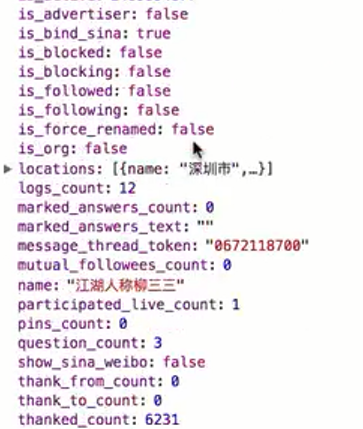 is_advertiser: false
is_bind_sina: true
is_blocked: false
is_blocking: false
is_followed: false
is_following: false
is_force_renamed: false
is_org: false
▶ locations: [{name: "深圳市",…}]
logs_count: 12
marked_answers_count: 0
marked_answers_text: ""
message_thread_token: "0672118700"
mutual_followees_count: 0
name: "江湖人称柳三三"
participated_live_count: 1
pins_count: 0
question_count: 3
show_sina_weibo: false
thank_from_count: 0
thank_to_count: 0
thanked_count: 6231